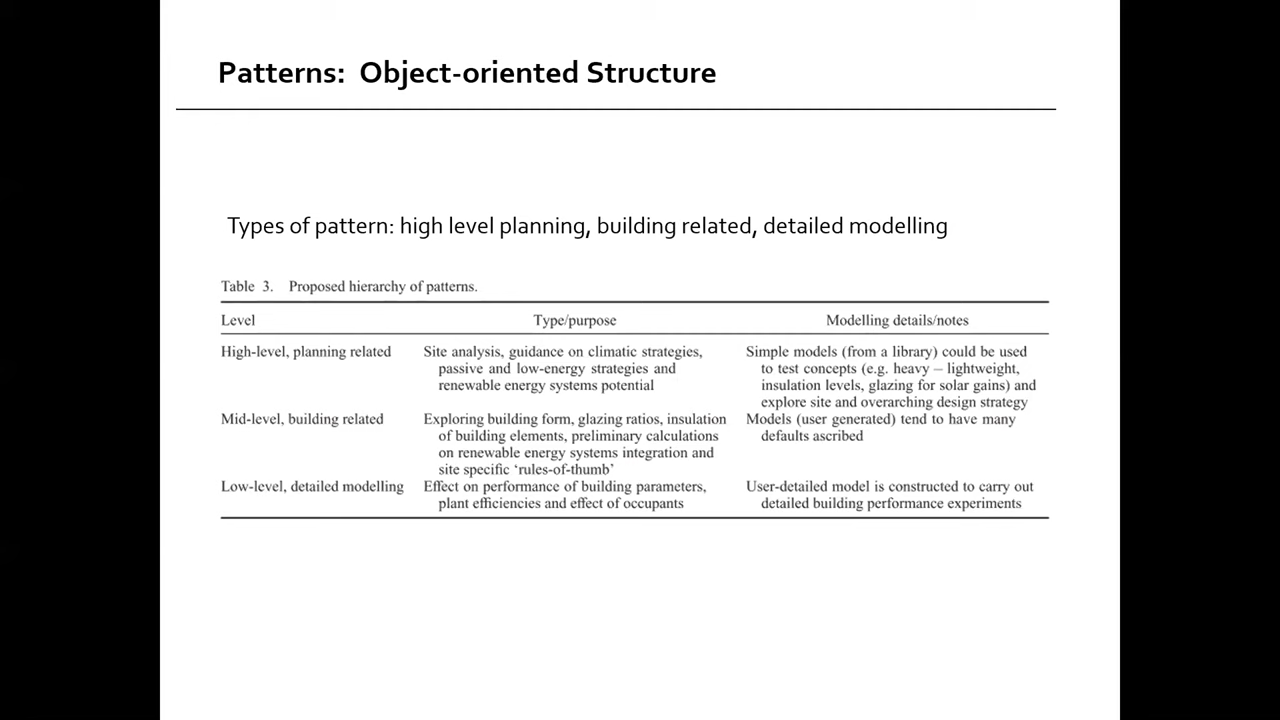 Patterns: Object-oriented Structure
Types of pattern: high level planning, building related, detailed modelling
Table 3. Proposed hierarchy of patterns.
Level Type/purpose Modelling details/notes
High-level, planning related Site analysis, guidance on climatic strategies, Simple models (from a library) could be used
passive and low-energy strategies and to test concepts (e.g. heavy – lightweight,
renewable energy systems potential insulation levels, glazing for solar gains) and
explore site and overarching design strategy
Mid-level, building related Exploring building form, glazing ratios, insulation Models (user generated) tend to have many
of building elements, preliminary calculations defaults ascribed
on renewable energy systems integration and
site specific ‘rules-of-thumb’
Low-level, detailed modelling Effect on performance of building parameters, User-detailed model is constructed to carry out
plant efficiencies and effect of occupants detailed building performance experiments